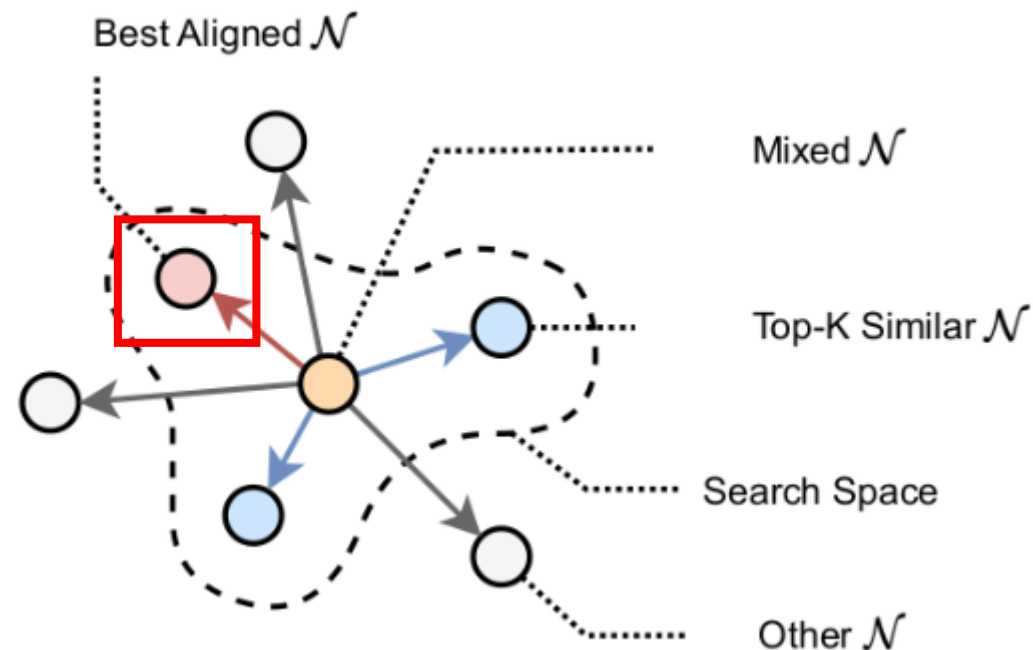 Best Aligned 𝒩
Mixed 𝒩
Top-K Similar 𝒩
Search Space
Other 𝒩